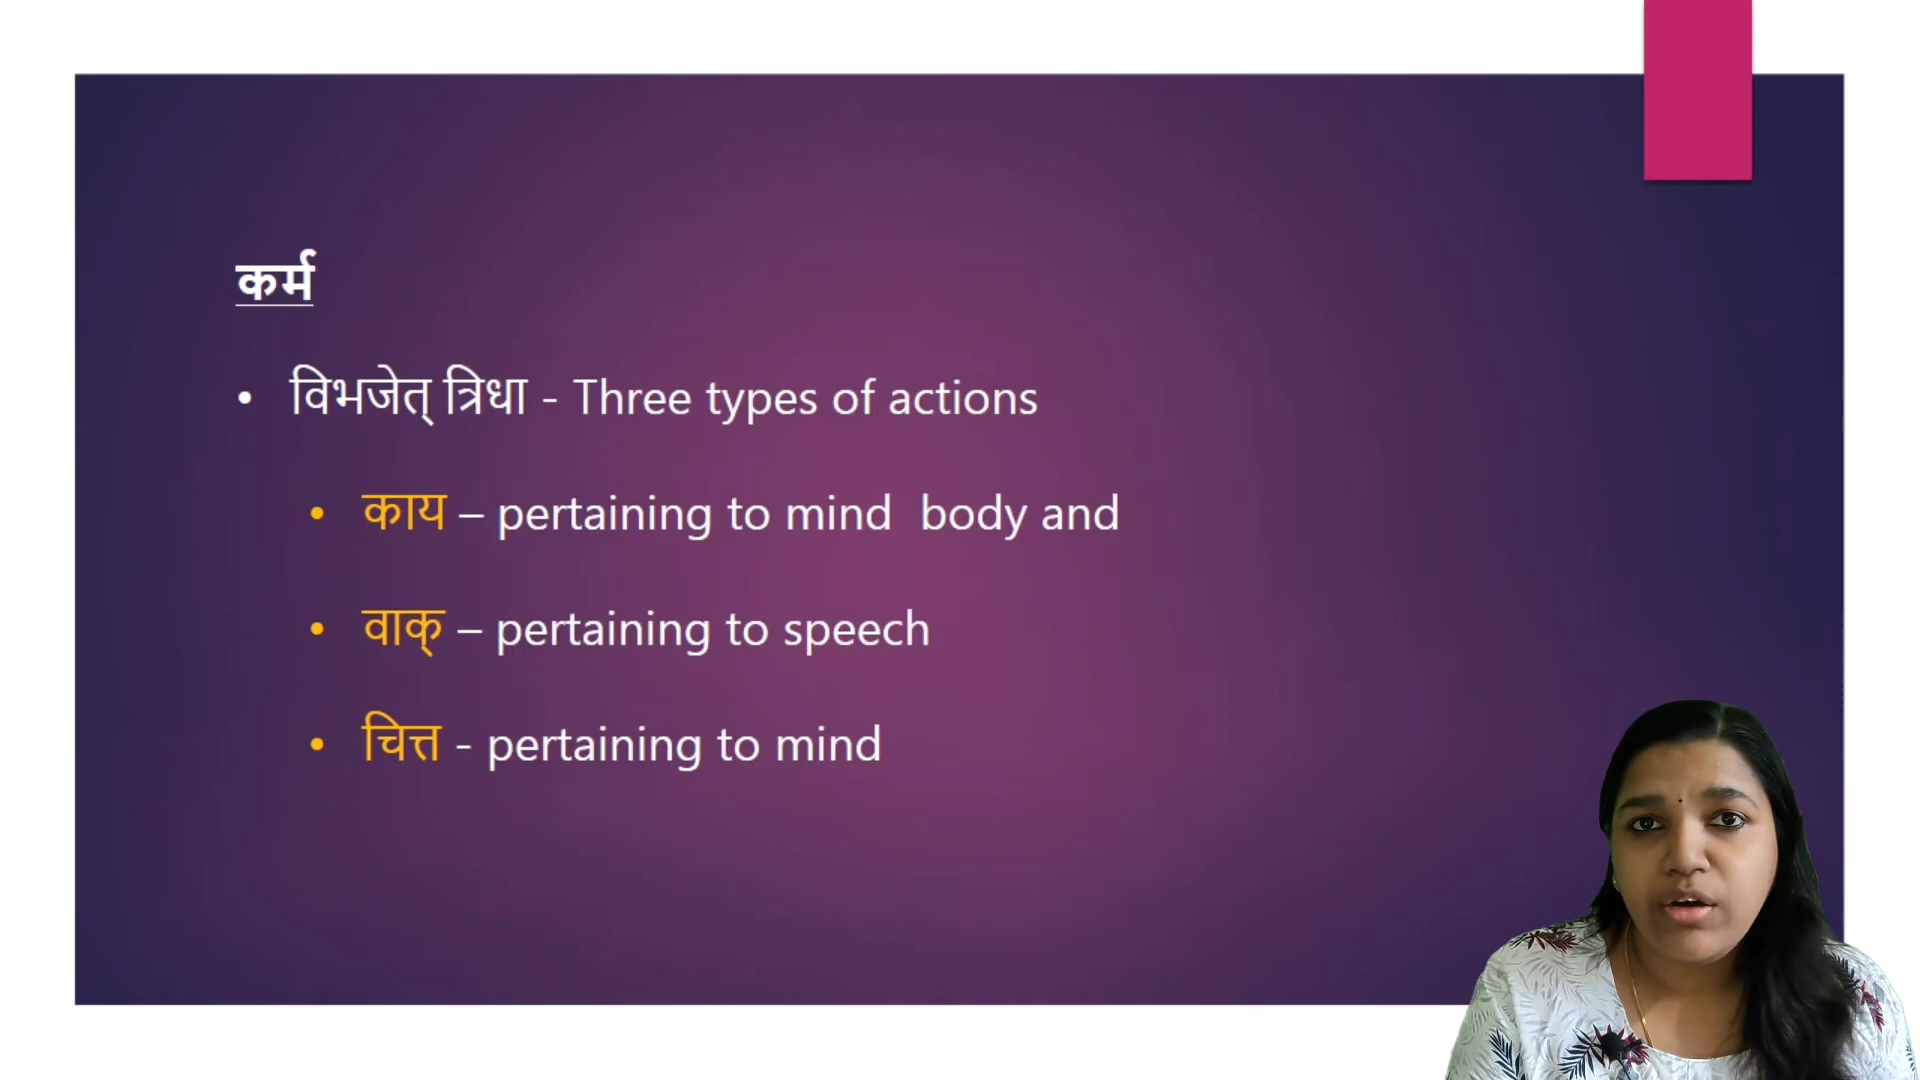 कर्म
• विभजेत् त्रिधा - Three types of actions
• काय – pertaining to mind  body and
• वाक् – pertaining to speech
• चित्त - pertaining to mind